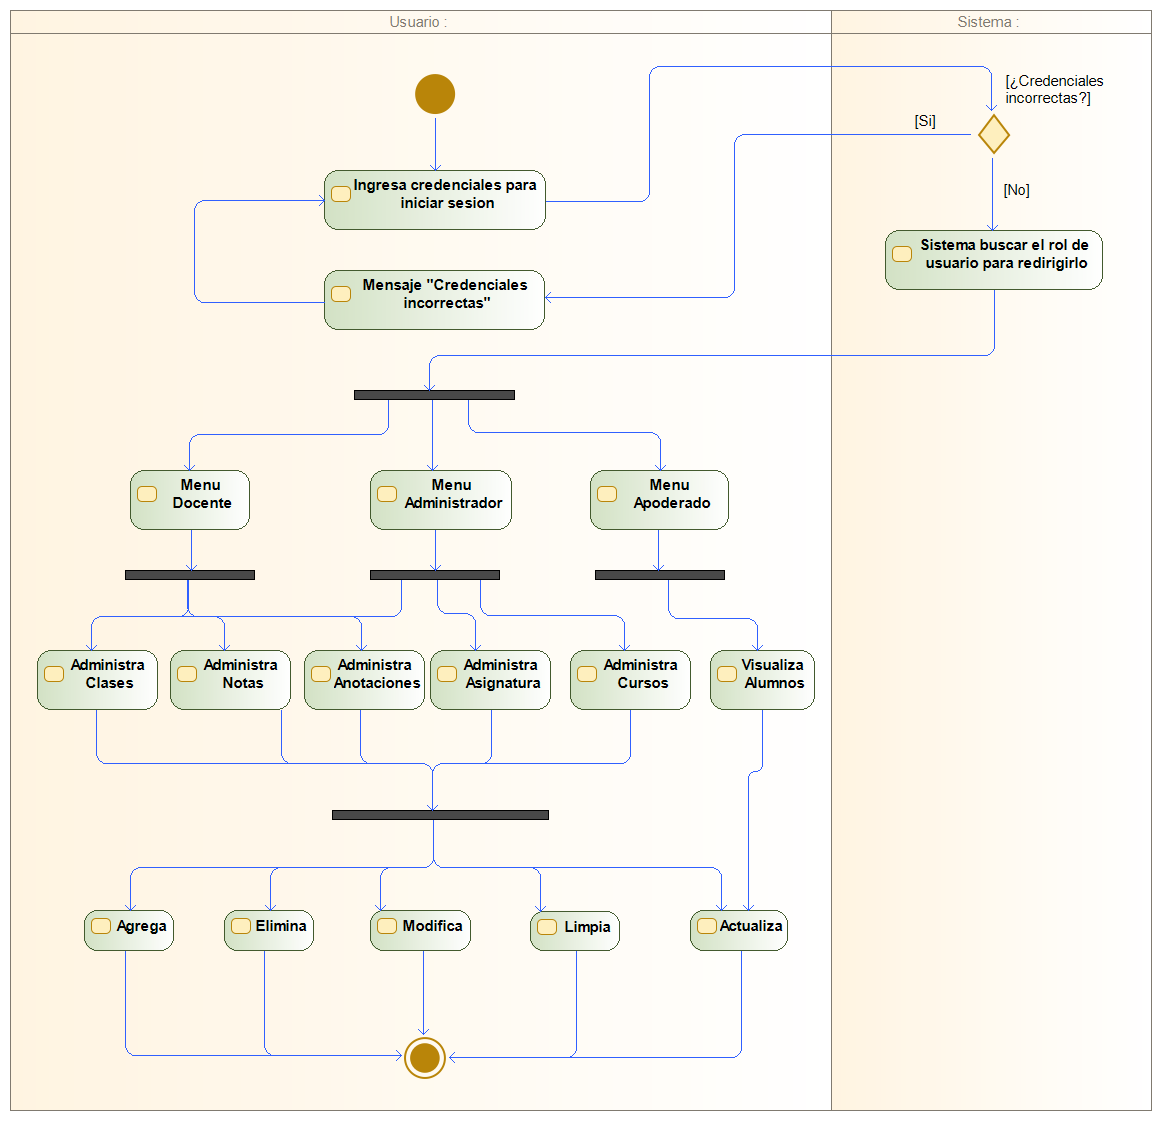 Usuario :
Sistema :
[¿Credenciales
incorrectas?]
[Si]
[No]
Ingresa credenciales para
iniciar sesion
Sistema buscar el rol de
usuario para redirigirlo
Mensaje "Credenciales
incorrectas"
Menu
Docente
Menu
Administrador
Menu
Apoderado
Administra
Clases
Administra
Notas
Administra
Anotaciones
Administra
Asignatura
Administra
Cursos
Visualiza
Alumnos
Agrega
Elimina
Modifica
Limpia
Actualiza